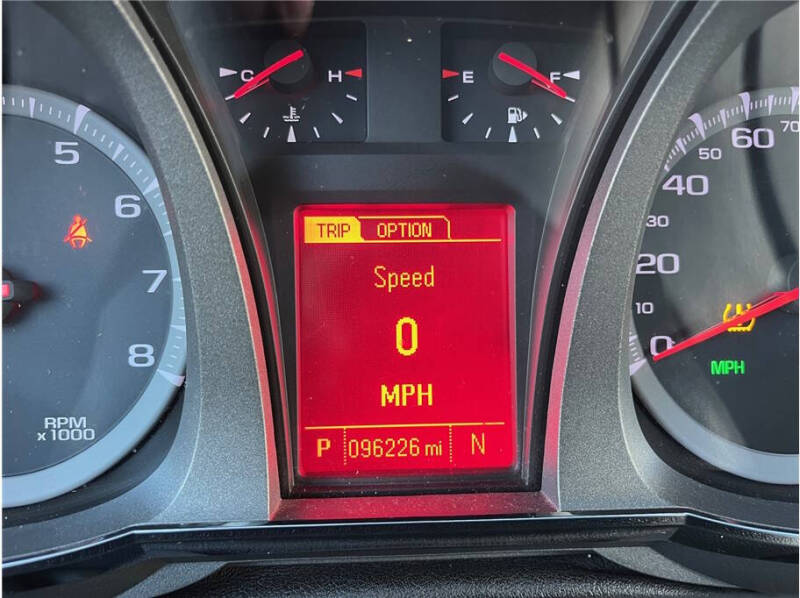 C H
E F
5
6
7
8
RPM
x 1000
TRIP OPTION
Speed
0
MPH
P 096226 mi N
0
10
20
30
40
50
60
70
MPH